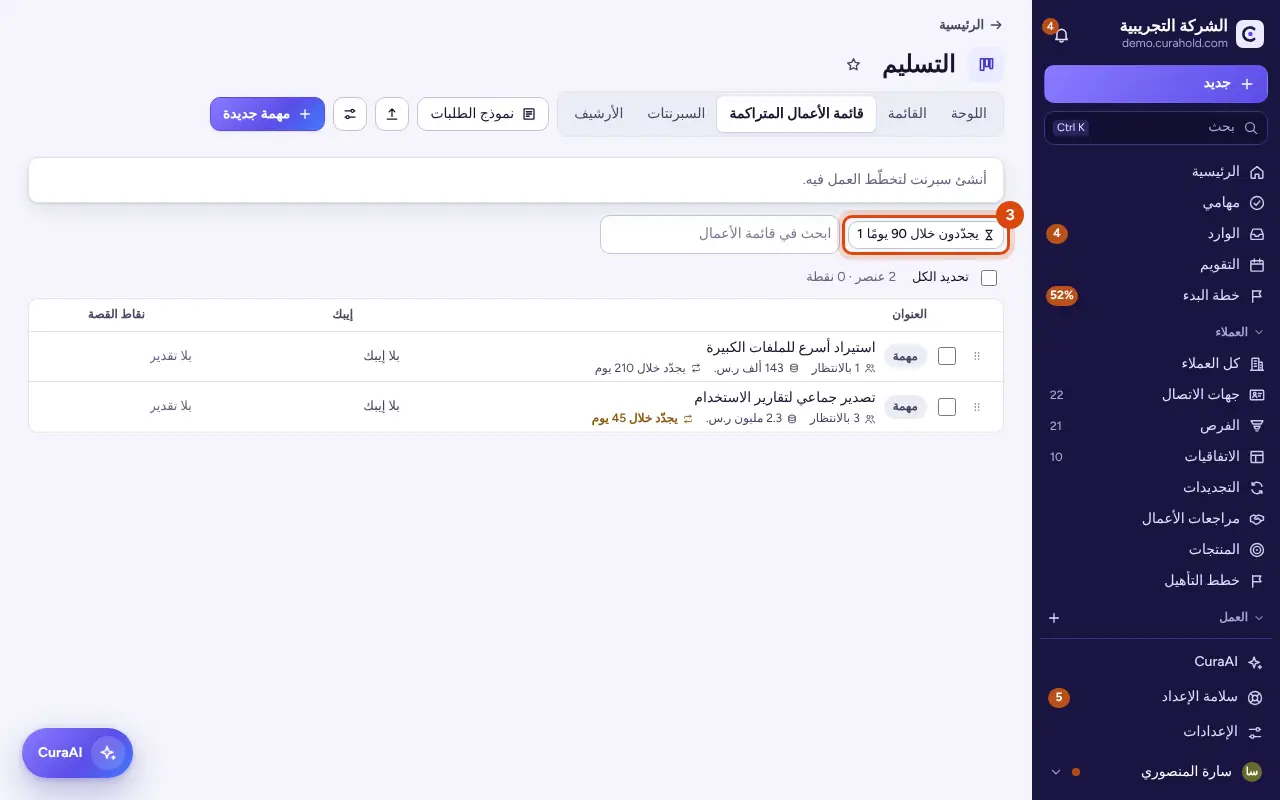 الشركة التجريبية
demo.curahold.com
4
جديد
بحث
Ctrl K
الرئيسية
مهامي
الوارد
4
التقويم
خطة البدء
52%
العملاء
كل العملاء
جهات الاتصال
22
الفرص
21
الاتفاقيات
10
التجديدات
مراجعات الأعمال
المنتجات
خطط التأهيل
العمل
CuraAI
سلامة الإعداد
5
الإعدادات
سا
سارة المنصوري
الرئيسية
التسليم
اللوحة
القائمة
قائمة الأعمال المتراكمة
السبرنتات
الأرشيف
نموذج الطلبات
مهمة جديدة
أنشئ سبرنت لتخطّط العمل فيه.
3
يجدّدون خلال 90 يومًا 1
ابحث في قائمة الأعمال
تحديد الكل
2 عنصر · 0 نقطة
العنوان
إيبك
نقاط القصة
مهمة
استيراد أسرع للملفات الكبيرة
1 بالانتظار
143 ألف ر.س.
يجدّد خلال 210 يوم
بلا إيبك
بلا تقدير
مهمة
تصدير جماعي لتقارير الاستخدام
3 بالانتظار
2.3 مليون ر.س.
يجدّد خلال 45 يوم
بلا إيبك
بلا تقدير
CuraAI